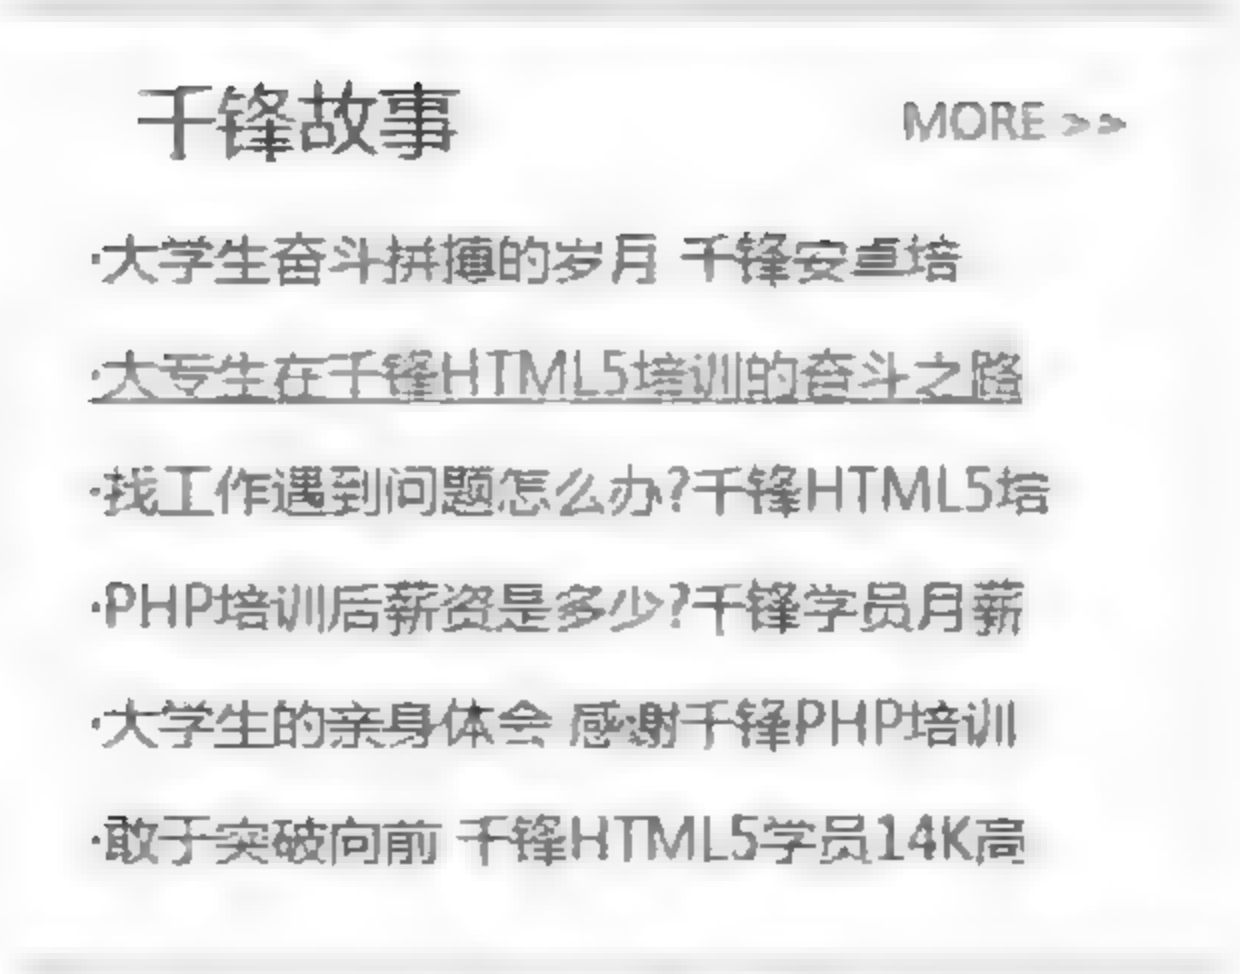 千锋故事 MORE >>
·大学生奋斗拼搏的岁月 千锋安卓培
·大专生在千锋HTML5培训的奋斗之路
·找工作遇到问题怎么办?千锋HTML5培
·PHP培训后薪资是多少?千锋学员月薪
·大学生的亲身体会 感谢千锋PHP培训
·敢于突破向前 千锋HTML5学员14K高